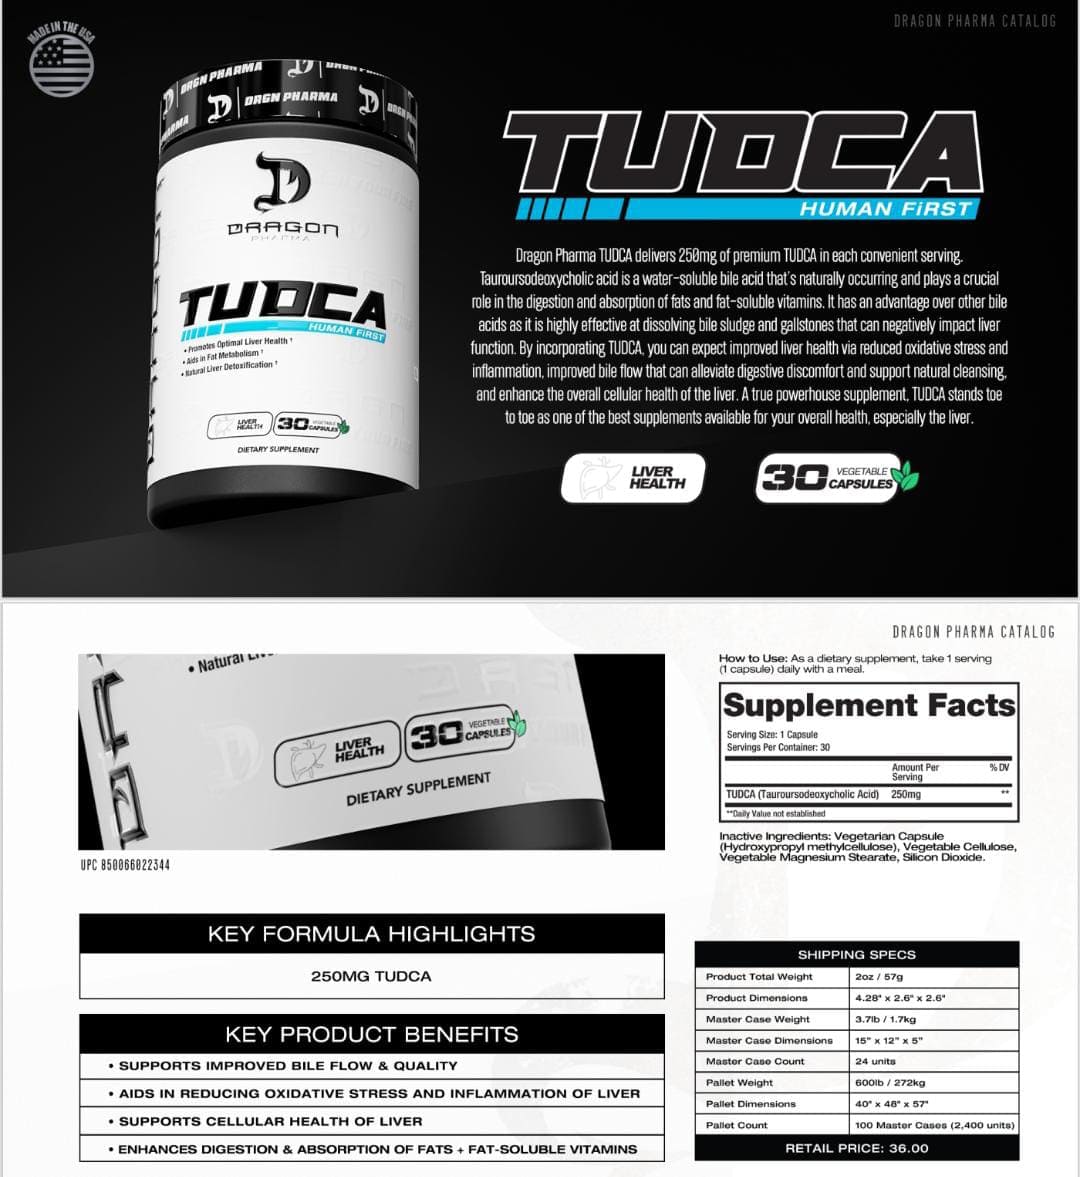 MADE IN THE USA
DRAGON PHARMA CATALOG
DRGN PHARMA
DRGN PHARMA
DRAGON
PHARMA
TUDCA
HUMAN FiRST
• Promotes Optimal Liver Health †
• Aids in Fat Metabolism †
• Natural Liver Detoxification †
LIVER HEALTH
30 VEGETABLE CAPSULES
DIETARY SUPPLEMENT
TUDCA
HUMAN FiRST
Dragon Pharma TUDCA delivers 250mg of premium TUDCA in each convenient serving.
Tauroursodeoxycholic acid is a water-soluble bile acid that's naturally occurring and plays a crucial
role in the digestion and absorption of fats and fat-soluble vitamins. It has an advantage over other bile
acids as it is highly effective at dissolving bile sludge and gallstones that can negatively impact liver
function. By incorporating TUDCA, you can expect improved liver health via reduced oxidative stress and
inflammation, improved bile flow that can alleviate digestive discomfort and support natural cleansing,
and enhance the overall cellular health of the liver. A true powerhouse supplement, TUDCA stands toe
to toe as one of the best supplements available for your overall health, especially the liver.
LIVER HEALTH
30 VEGETABLE CAPSULES
DRAGON PHARMA CATALOG
• Natural
LIVER HEALTH
30 VEGETABLE CAPSULES
DIETARY SUPPLEMENT
UPC 850066022344
KEY FORMULA HIGHLIGHTS
250MG TUDCA
KEY PRODUCT BENEFITS
• SUPPORTS IMPROVED BILE FLOW & QUALITY
• AIDS IN REDUCING OXIDATIVE STRESS AND INFLAMMATION OF LIVER
• SUPPORTS CELLULAR HEALTH OF LIVER
• ENHANCES DIGESTION & ABSORPTION OF FATS + FAT-SOLUBLE VITAMINS
How to Use: As a dietary supplement, take 1 serving
(1 capsule) daily with a meal.
Supplement Facts
Serving Size: 1 Capsule
Servings Per Container: 30
Amount Per Serving % DV
TUDCA (Tauroursodeoxycholic Acid) 250mg **
**Daily Value not established
Inactive Ingredients: Vegetarian Capsule
(Hydroxypropyl methylcellulose), Vegetable Cellulose,
Vegetable Magnesium Stearate, Silicon Dioxide.
SHIPPING SPECS
Product Total Weight 2oz / 57g
Product Dimensions 4.28" x 2.6" x 2.6"
Master Case Weight 3.7lb / 1.7kg
Master Case Dimensions 15" x 12" x 5"
Master Case Count 24 units
Pallet Weight 600lb / 272kg
Pallet Dimensions 40" x 48" x 57"
Pallet Count 100 Master Cases (2,400 units)
RETAIL PRICE: 36.00